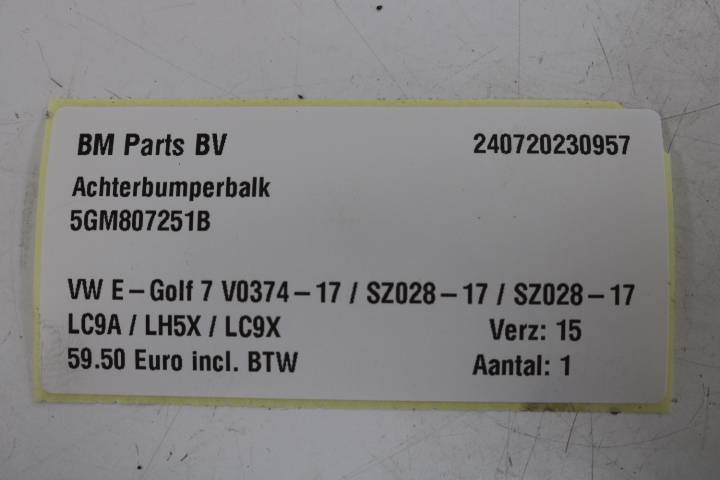 BM Parts BV 240720230957
Achterbumperbalk
5GM807251B
VW E-Golf 7 V0374-17 / SZ028-17 / SZ028-17
LC9A / LH5X / LC9X Verz: 15
59.50 Euro incl. BTW Aantal: 1